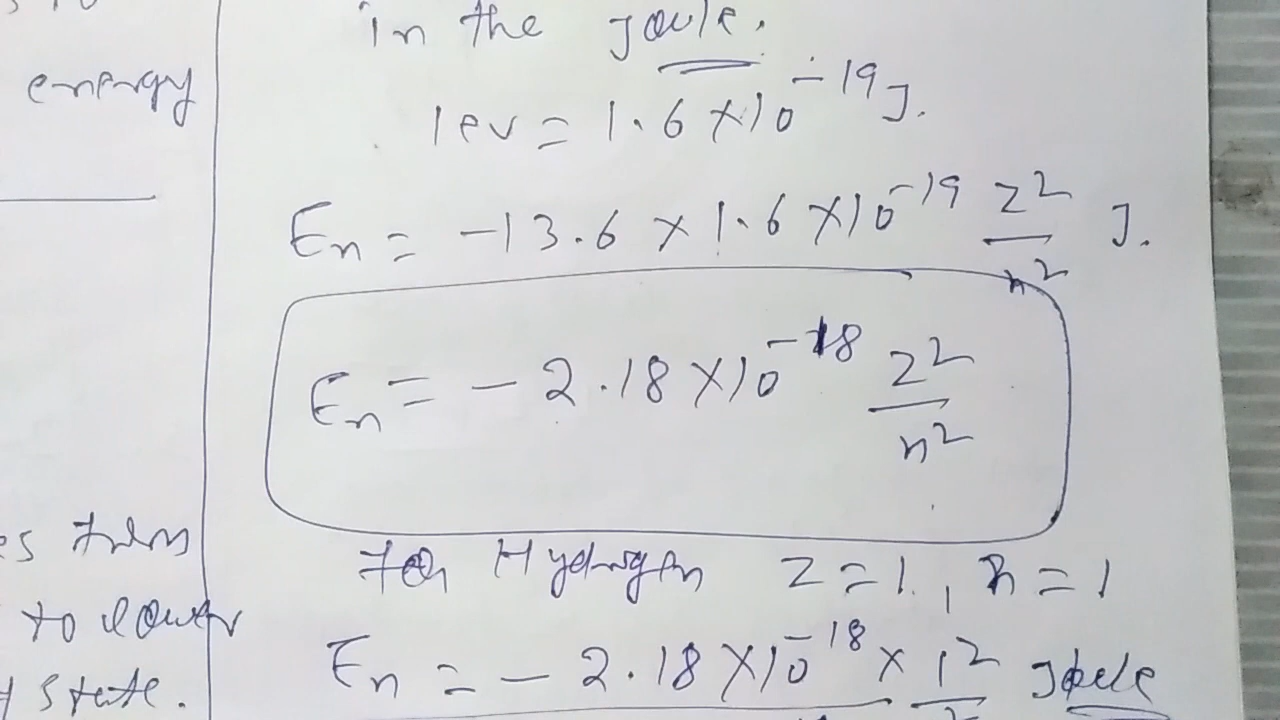 energy
es from
to lower
state.
in the Joule.
1ev = 1.6 × 10⁻¹⁹ J.
Eₙ = -13.6 × 1.6 × 10⁻¹⁹ Z²/n² J.
Eₙ = -2.18 × 10⁻¹⁸ Z²/n²
For Hydrogen Z = 1, n = 1
Eₙ = -2.18 × 10⁻¹⁸ × 1² Joule